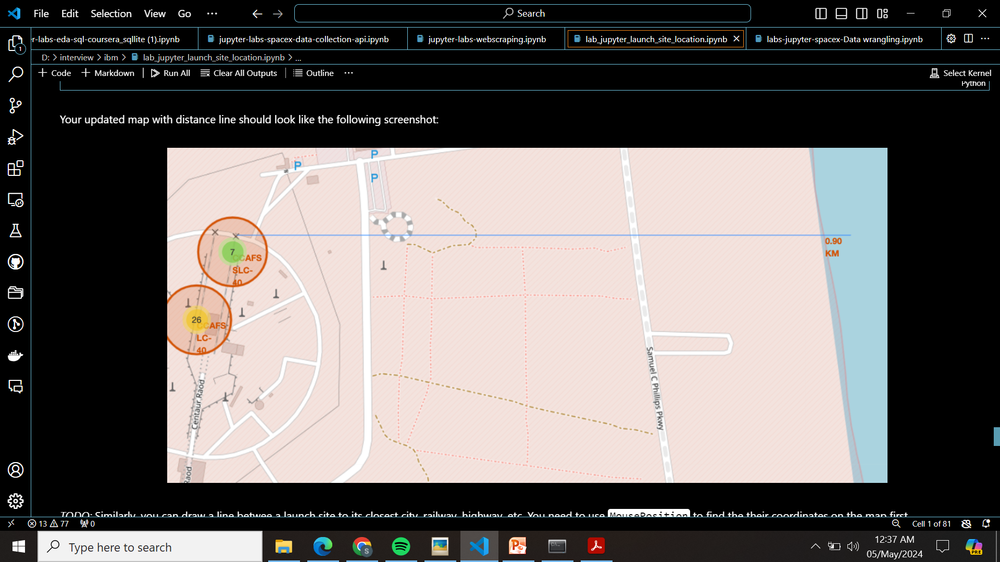 File Edit Selection View Go ··· Search
er-labs-eda-sql-coursera_sqllite (1).ipynb jupyter-labs-spacex-data-collection-api.ipynb jupyter-labs-webscraping.ipynb lab_jupyter_launch_site_location.ipynb labs-jupyter-spacex-Data wrangling.ipynb ···
D: > interview > ibm > lab_jupyter_launch_site_location.ipynb > ...
+ Code + Markdown Run All Clear All Outputs Outline ··· Select Kernel
Python
1
Your updated map with distance line should look like the following screenshot:
P
P
P
0.90
KM
7
CCAFS
SLC-
40
26
CCAFS
LC-
40
Centaur Raod
Raod
Samuel C Phillips Pkwy
TODO: Similarly, you can draw a line betwee a launch site to its closest city, railway, highway, etc. You need to use MousePosition to find the their coordinates on the map first
13 77 0 Cell 1 of 81
Type here to search
S
C:\_
12:37 AM
05/May/2024
PRE